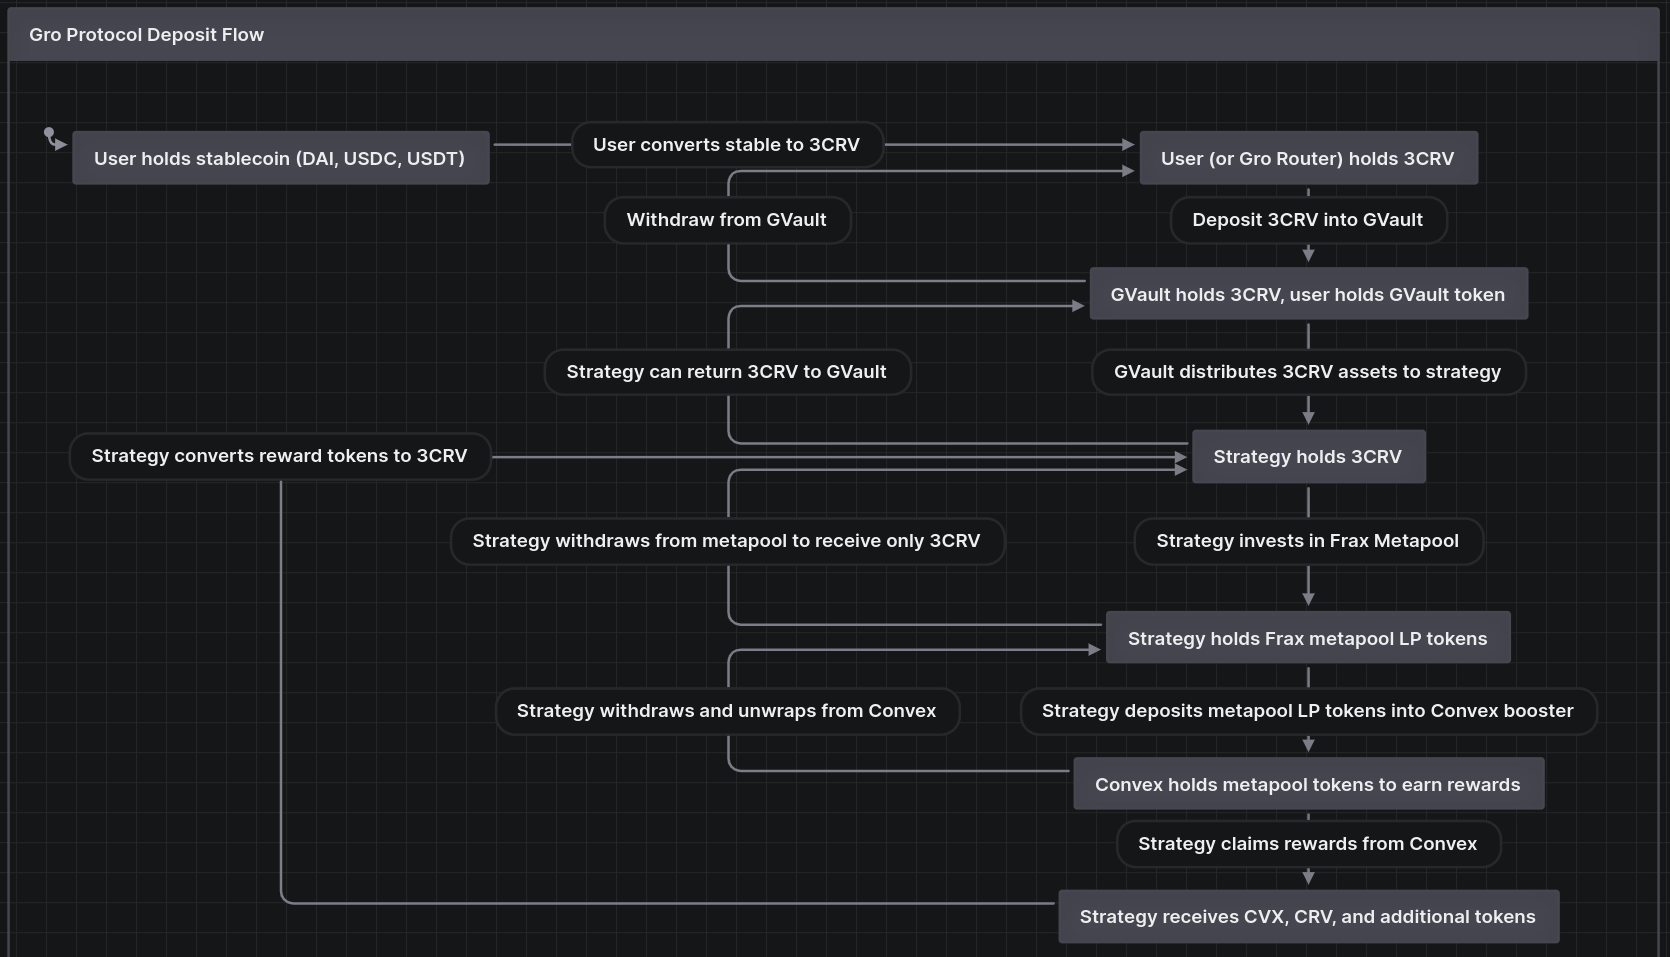 Gro Protocol Deposit Flow
User holds stablecoin (DAI, USDC, USDT)
User converts stable to 3CRV
User (or Gro Router) holds 3CRV
Withdraw from GVault
Deposit 3CRV into GVault
GVault holds 3CRV, user holds GVault token
Strategy can return 3CRV to GVault
GVault distributes 3CRV assets to strategy
Strategy converts reward tokens to 3CRV
Strategy holds 3CRV
Strategy withdraws from metapool to receive only 3CRV
Strategy invests in Frax Metapool
Strategy holds Frax metapool LP tokens
Strategy withdraws and unwraps from Convex
Strategy deposits metapool LP tokens into Convex booster
Convex holds metapool tokens to earn rewards
Strategy claims rewards from Convex
Strategy receives CVX, CRV, and additional tokens